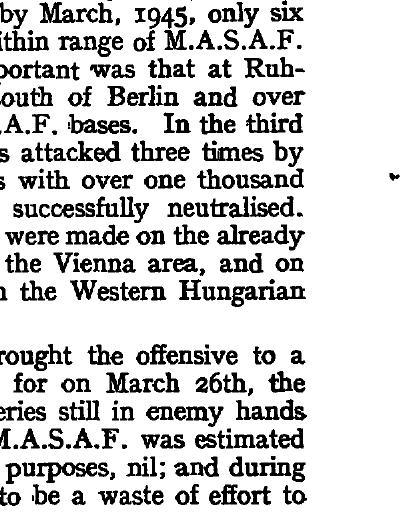 by March, 1945, only six
ithin range of M.A.S.A.F.
portant was that at Ruh-
outh of Berlin and over
A.F. bases. In the third
s attacked three times by
s with over one thousand
successfully neutralised.
were made on the already
the Vienna area, and on
n the Western Hungarian
rought the offensive to a
for on March 26th, the
eries still in enemy hands
M.A.S.A.F. was estimated
purposes, nil; and during
to be a waste of effort to